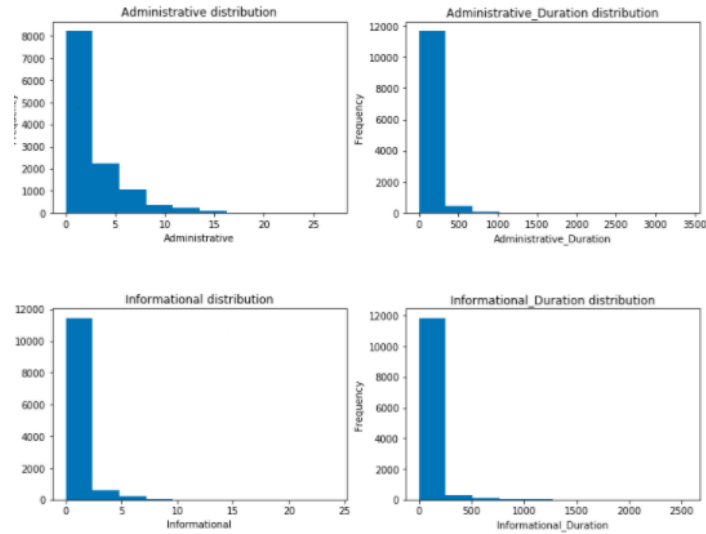 Administrative distribution
8000
7000
6000
5000
4000
3000
2000
1000
0
0 5 10 15 20 25
Administrative
Administrative_Duration distribution
Frequency
12000
10000
8000
6000
4000
2000
0
0 500 1000 1500 2000 2500 3000 3500
Administrative_Duration
Informational distribution
12000
10000
8000
6000
4000
2000
0
0 5 10 15 20 25
Informational
Informational_Duration distribution
Frequency
12000
10000
8000
6000
4000
2000
0
0 500 1000 1500 2000 2500
Informational_Duration